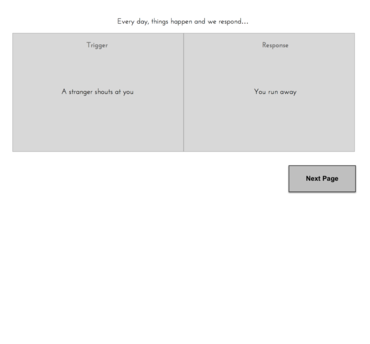 Every day, things happen and we respond...
Trigger
Response
A stranger shouts at you
You run away
Next Page